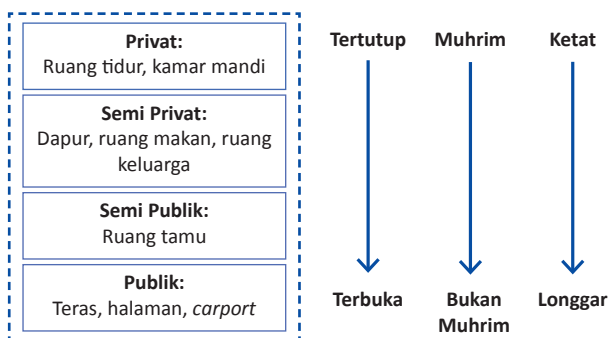 Privat:
Ruang tidur, kamar mandi
Semi Privat:
Dapur, ruang makan, ruang
keluarga
Semi Publik:
Ruang tamu
Publik:
Teras, halaman, carport
Tertutup
Muhrim
Ketat
Terbuka
Bukan
Muhrim
Longgar